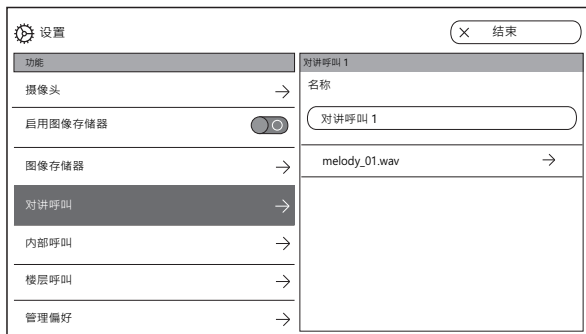 设置
结束
功能
摄像头
启用图像存储器
图像存储器
对讲呼叫
内部呼叫
楼层呼叫
管理偏好
对讲呼叫 1
名称
对讲呼叫 1
melody_01.wav